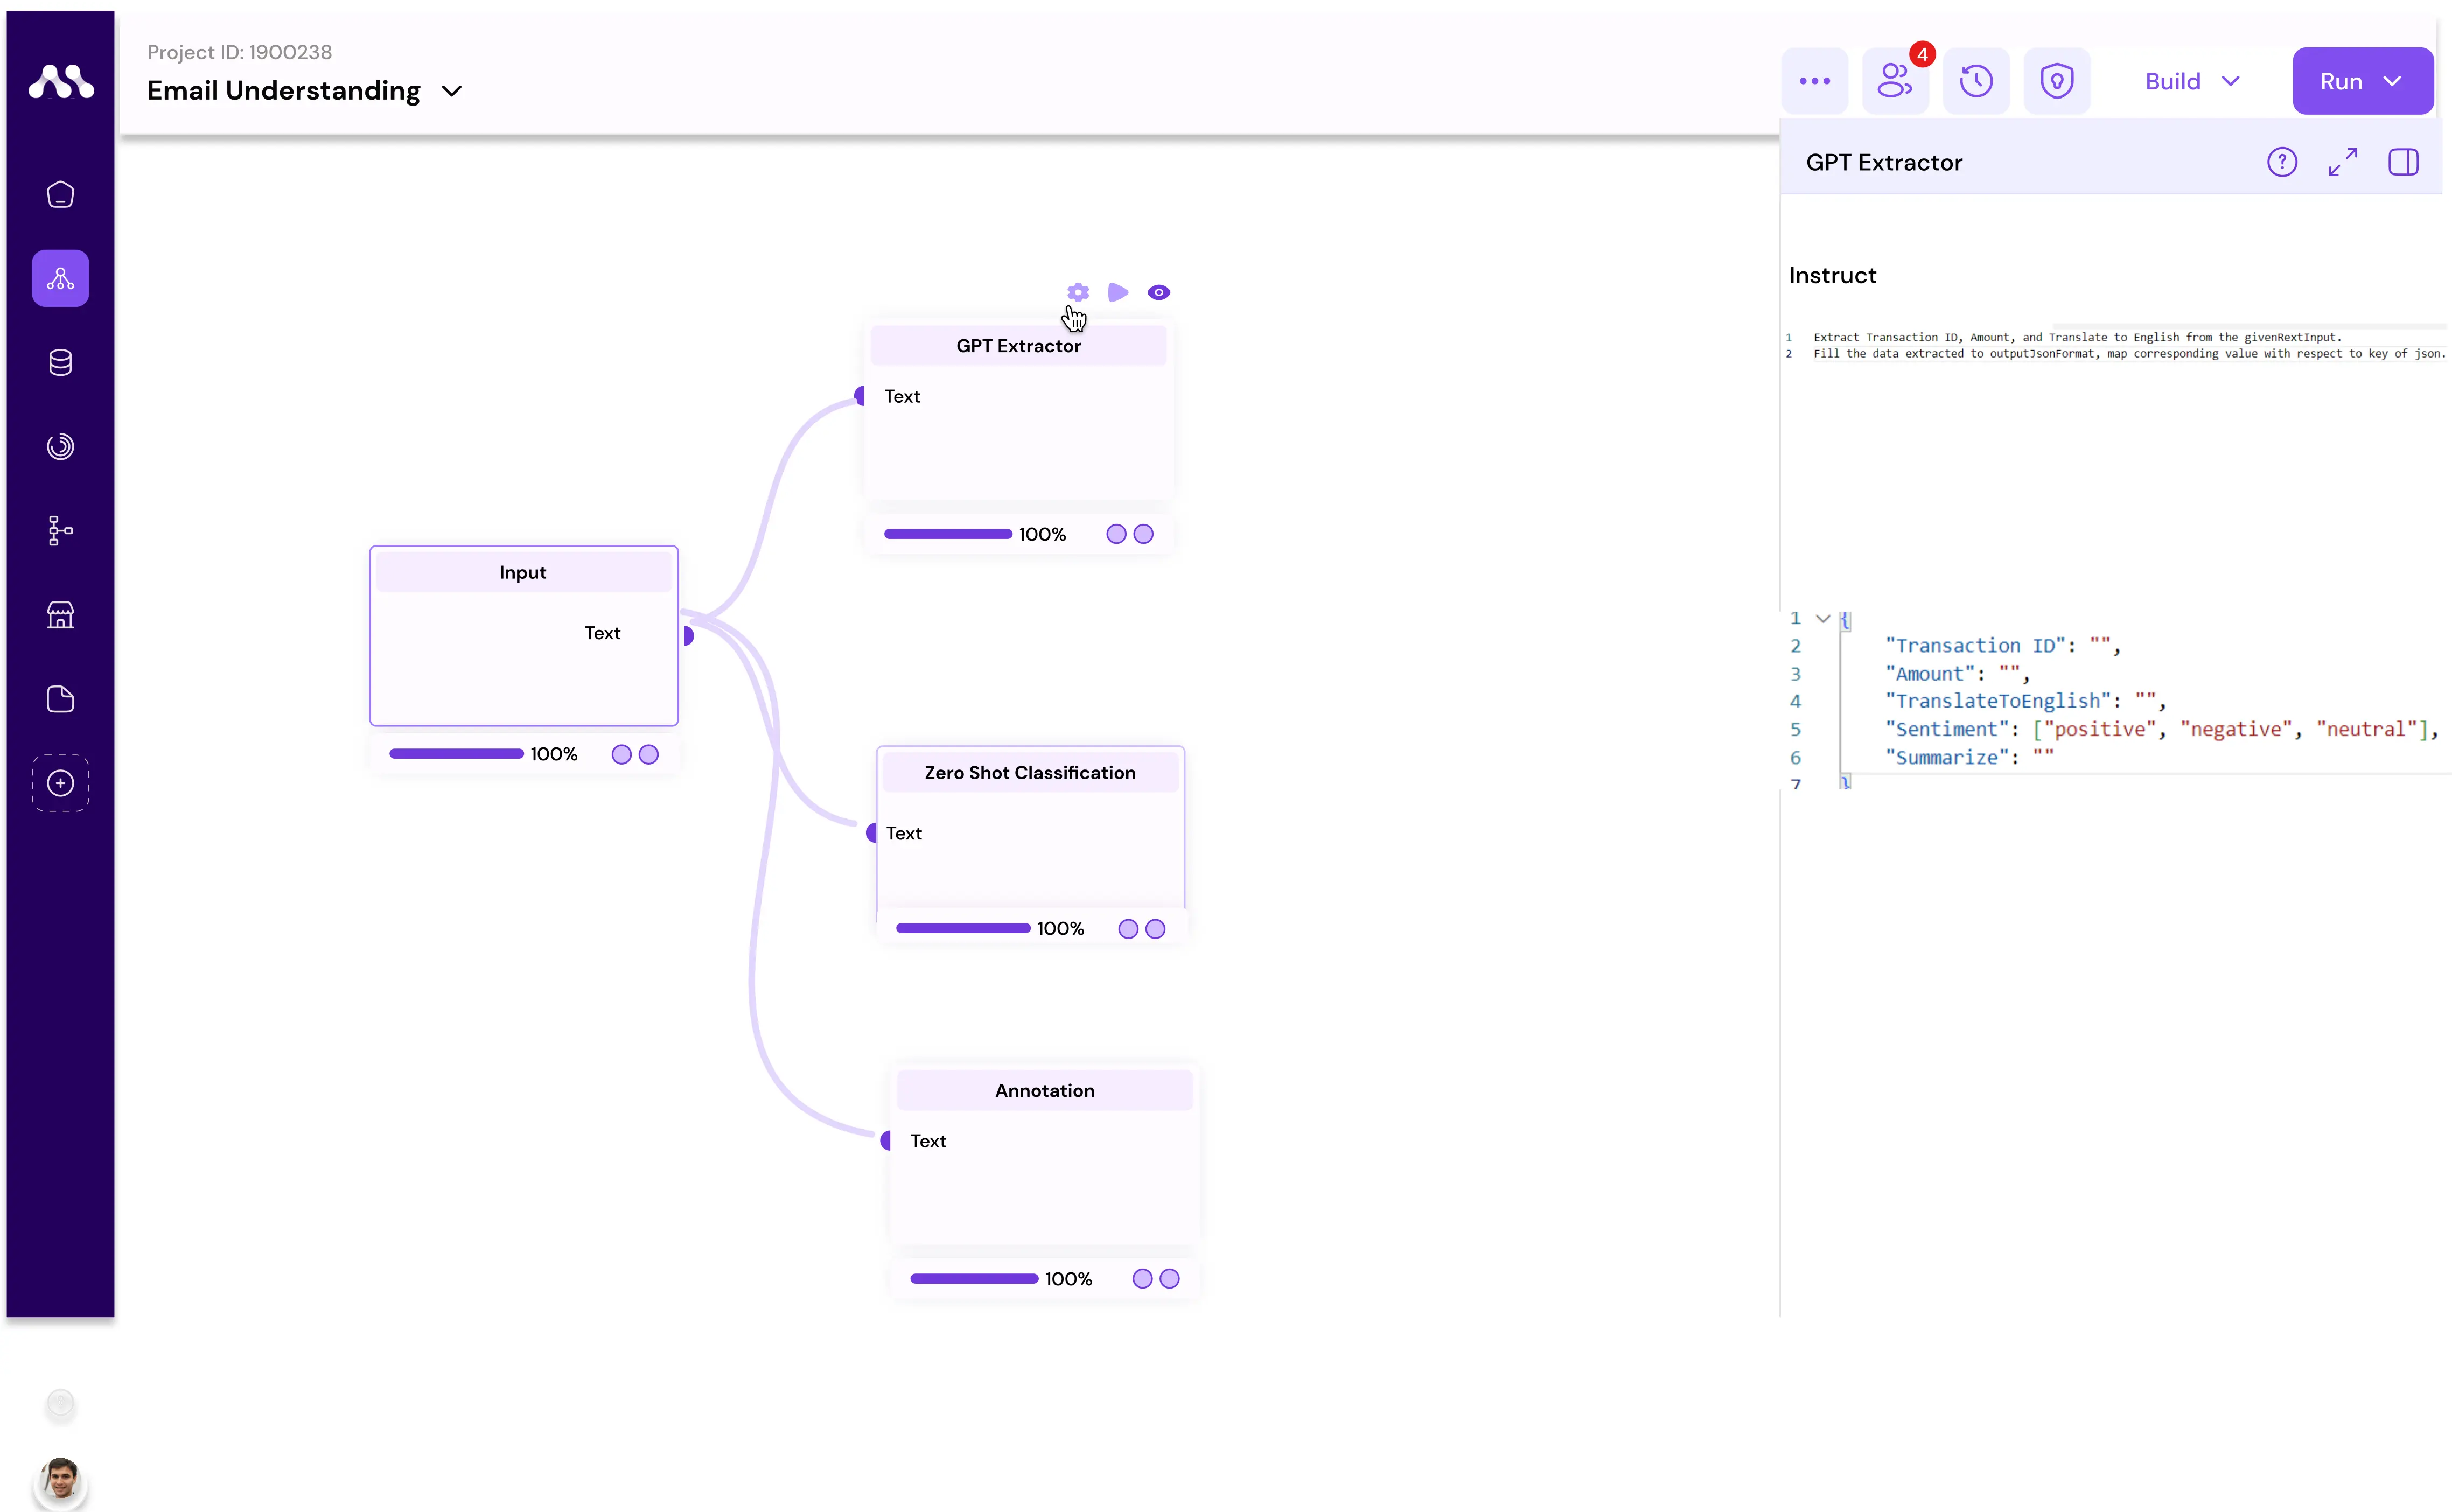 Project ID: 1900238
Email Understanding
4
Build
Run
GPT Extractor
Instruct
1 Extract Transaction ID, Amount, and Translate to English from the givenRextInput.
2 Fill the data extracted to outputJsonFormat, map corresponding value with respect to key of json.
1 {
2 "Transaction ID": "",
3 "Amount": "",
4 "TranslateToEnglish": "",
5 "Sentiment": ["positive", "negative", "neutral"],
6 "Summarize": ""
7 }
GPT Extractor
Text
100%
Input
Text
100%
Zero Shot Classification
Text
100%
Annotation
Text
100%